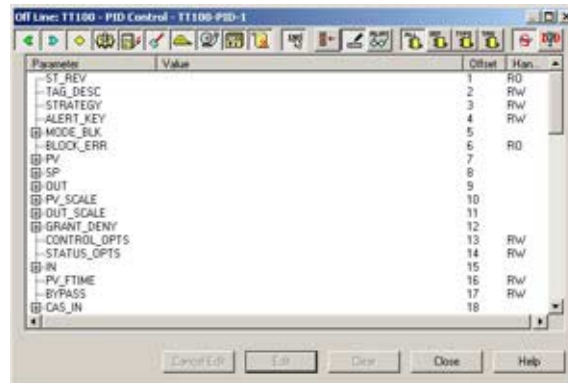 Off Line: TT100 - PID Control - TT100-PID-1
Parameter Value Offset Han...
ST_REV 1 RO
TAG_DESC 2 RW
STRATEGY 3 RW
ALERT_KEY 4 RW
MODE_BLK 5
BLOCK_ERR 6 RO
PV 7
SP 8
OUT 9
PV_SCALE 10
OUT_SCALE 11
GRANT_DENY 12
CONTROL_OPTS 13 RW
STATUS_OPTS 14 RW
IN 15
PV_FTIME 16 RW
BYPASS 17 RW
CAS_IN 18
Cancel Edit Edit Clear Close Help